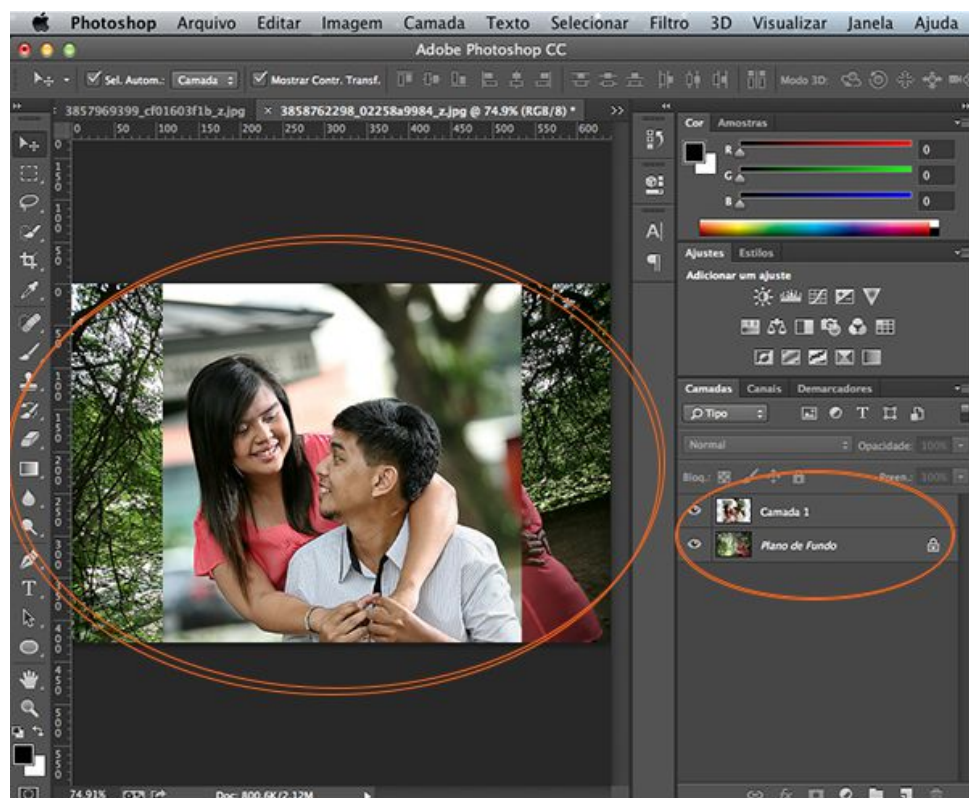 Photoshop Arquivo Editar Imagem Camada Texto Selecionar Filtro 3D Visualizar Janela Ajuda
Adobe Photoshop CC
Sel. Autom.: Camada Mostrar Contr. Transf. Modo 3D:
3857969399_cf01603f1b_z.jpg × 3858762298_02258a9984_z.jpg @ 74.9% (RGB/8) * >>
0 50 100 150 200 250 300 350 400 450 500 550 600
Cor Amostras
R 0
G 0
B 0
Ajustes Estilos
Adicionar um ajuste
Camadas Canais Demarcadores
Tipo
Normal Opacidade: 100%
Bloq.: Preen.: 100%
Camada 1
Plano de Fundo
74.91% Doc: 800,6K/2,12M